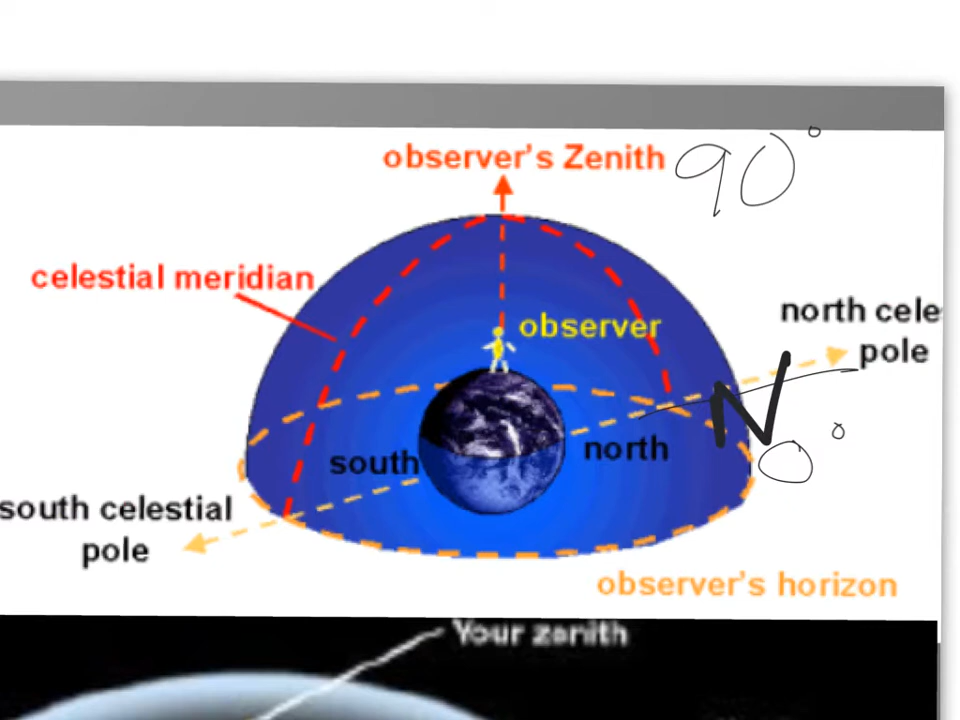 observer's Zenith 90°
celestial meridian
observer
north cele
pole
N
0°
north
south
south celestial
pole
observer's horizon
Your zenith